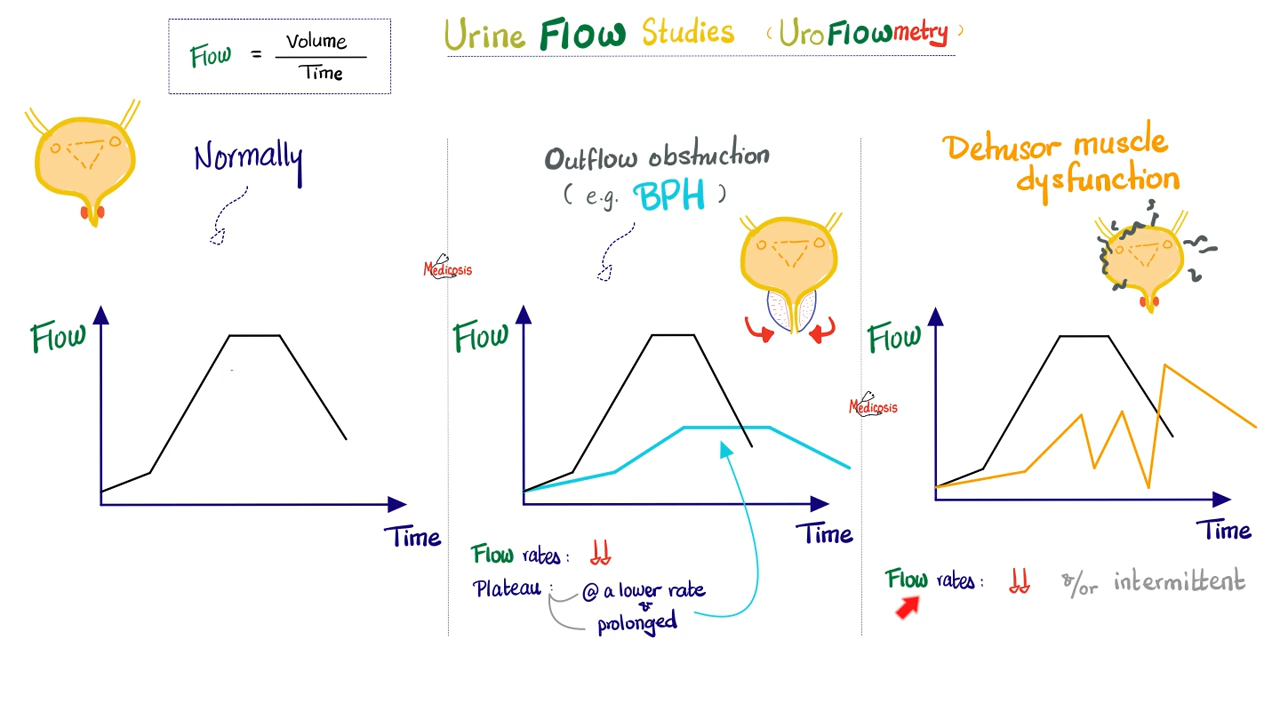 Urine Flow Studies (UroFlowmetry)
Flow = Volume
Time
Normally
Flow
Time
Outflow obstruction
(e.g. BPH)
Medicosis
Flow
Time
Flow rates: ↓↓
Plateau: @ a lower rate
&
prolonged
Detrusor muscle
dysfunction
Medicosis
Flow
Time
Flow rates: ↓↓ &/or intermittent